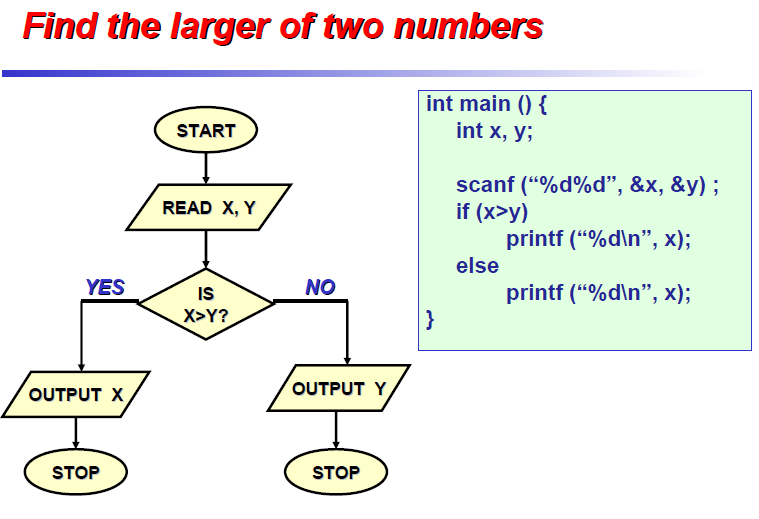 Find the larger of two numbers
START
READ X, Y
YES
IS
X>Y?
NO
OUTPUT X
OUTPUT Y
STOP
STOP
int main () {
int x, y;
scanf (“%d%d”, &x, &y) ;
if (x>y)
printf (“%d\n”, x);
else
printf (“%d\n”, x);
}